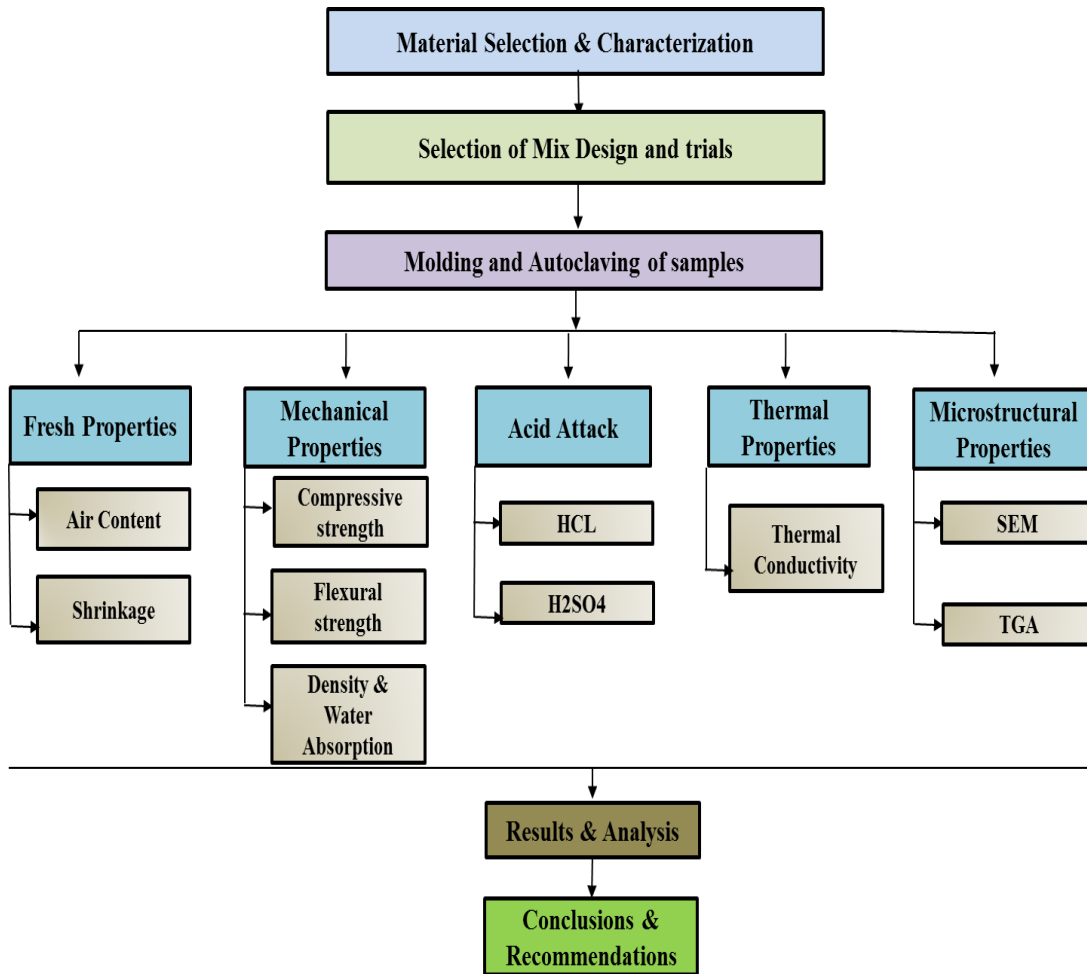 Material Selection & Characterization
Selection of Mix Design and trials
Molding and Autoclaving of samples
Fresh Properties
Air Content
Shrinkage
Mechanical
Properties
Compressive
strength
Flexural
strength
Density &
Water
Absorption
Acid Attack
HCL
H2SO4
Thermal
Properties
Thermal
Conductivity
Microstructural
Properties
SEM
TGA
Results & Analysis
Conclusions &
Recommendations